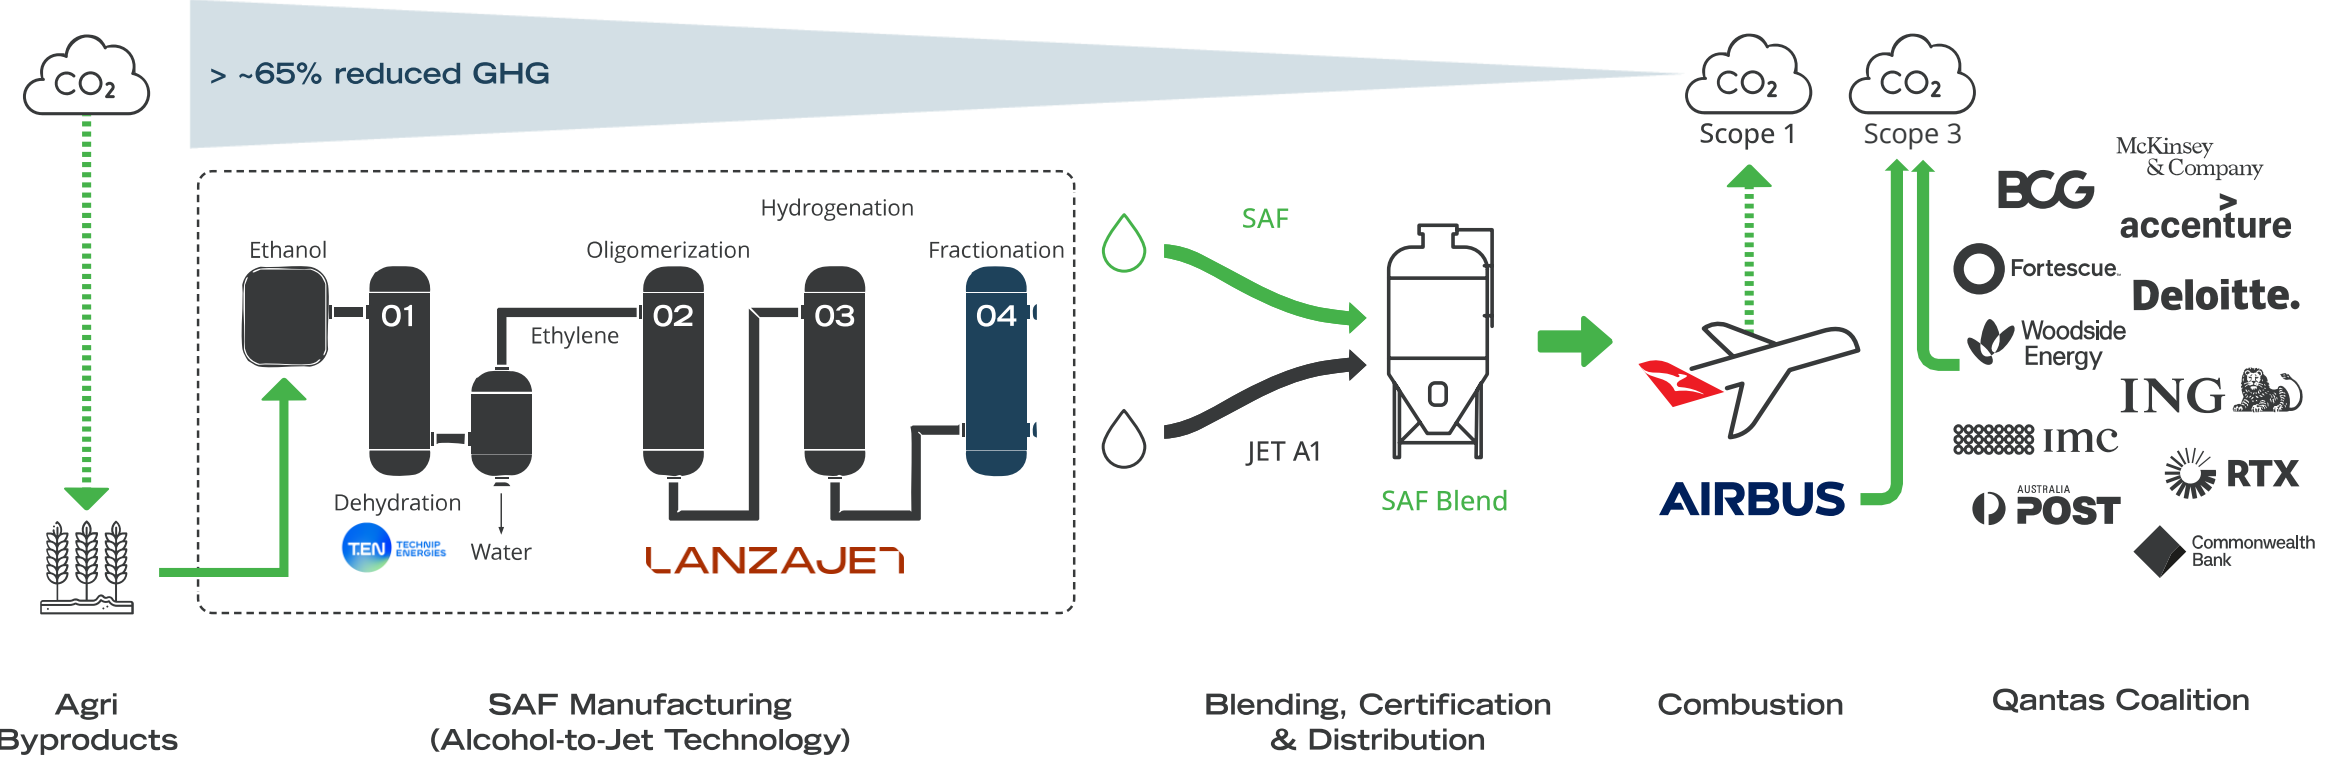 > ~65% reduced GHG
CO2
CO2
CO2
Scope 1
Scope 3
Ethanol
Oligomerization
Hydrogenation
Fractionation
01
02
03
04
Ethylene
Dehydration
Water
T.EN TECHNIP
ENERGIES
LANZAJET
SAF
JET A1
SAF Blend
AIRBUS
McKinsey
& Company
BCG
>
accenture
Fortescue
Deloitte.
Woodside
Energy
ING
imc
RTX
AUSTRALIA
POST
Commonwealth
Bank
Agri
Byproducts
SAF Manufacturing
(Alcohol-to-Jet Technology)
Blending, Certification
& Distribution
Combustion
Qantas Coalition